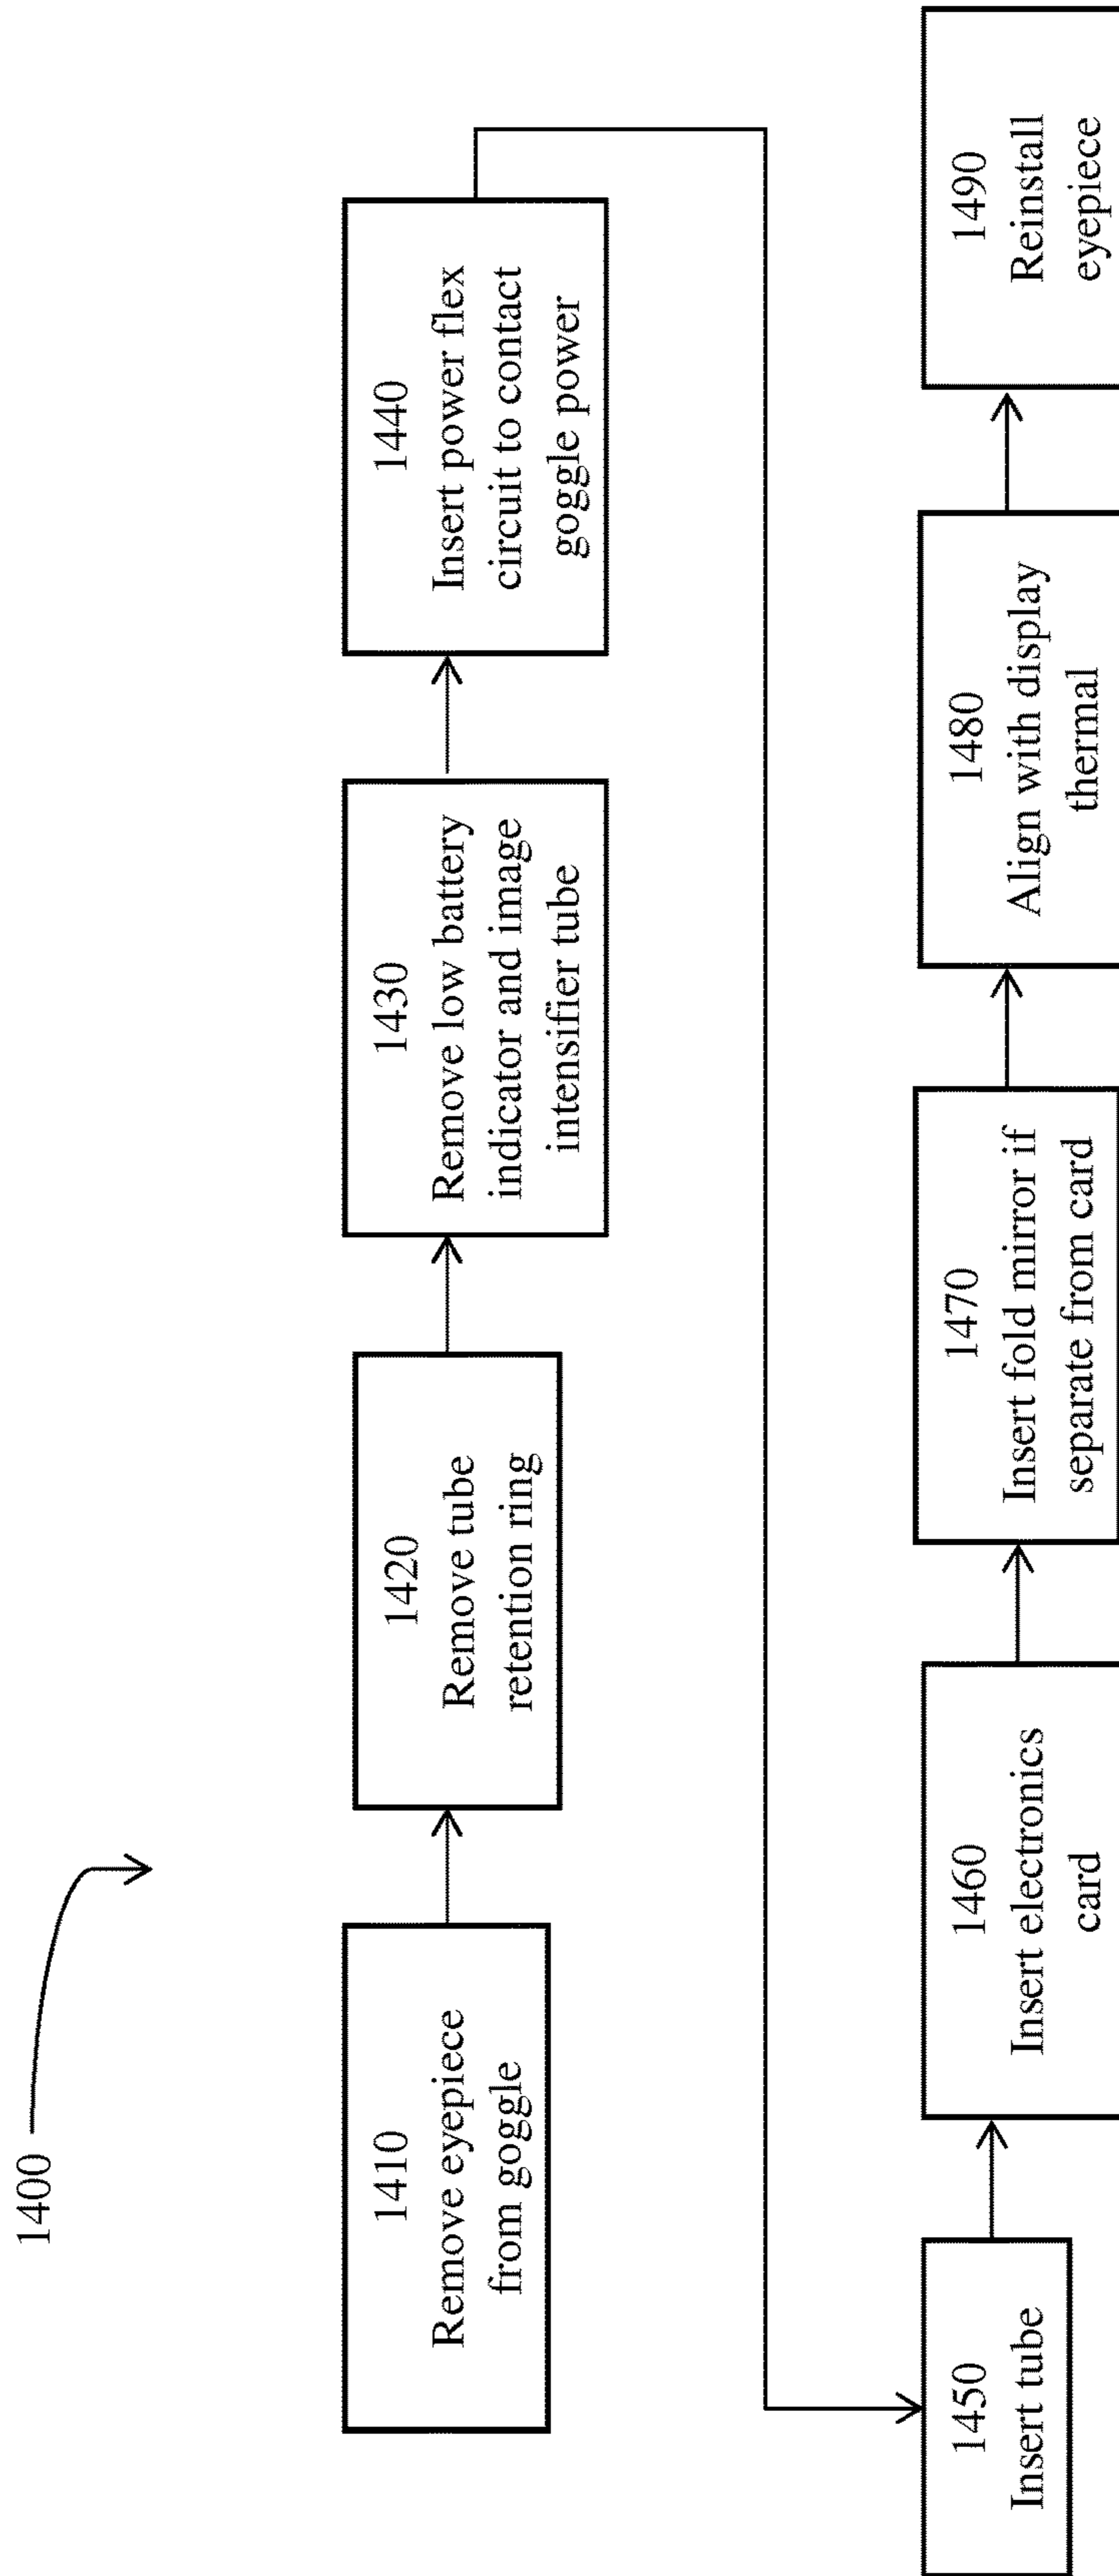 1400
1410
Remove eyepiece
from goggle
1420
Remove tube
retention ring
1430
Remove low battery
indicator and image
intensifier tube
1440
Insert power flex
circuit to contact
goggle power
1450
Insert tube
1460
Insert electronics
card
1470
Insert fold mirror if
separate from card
1480
Align with display
thermal
1490
Reinstall
eyepiece